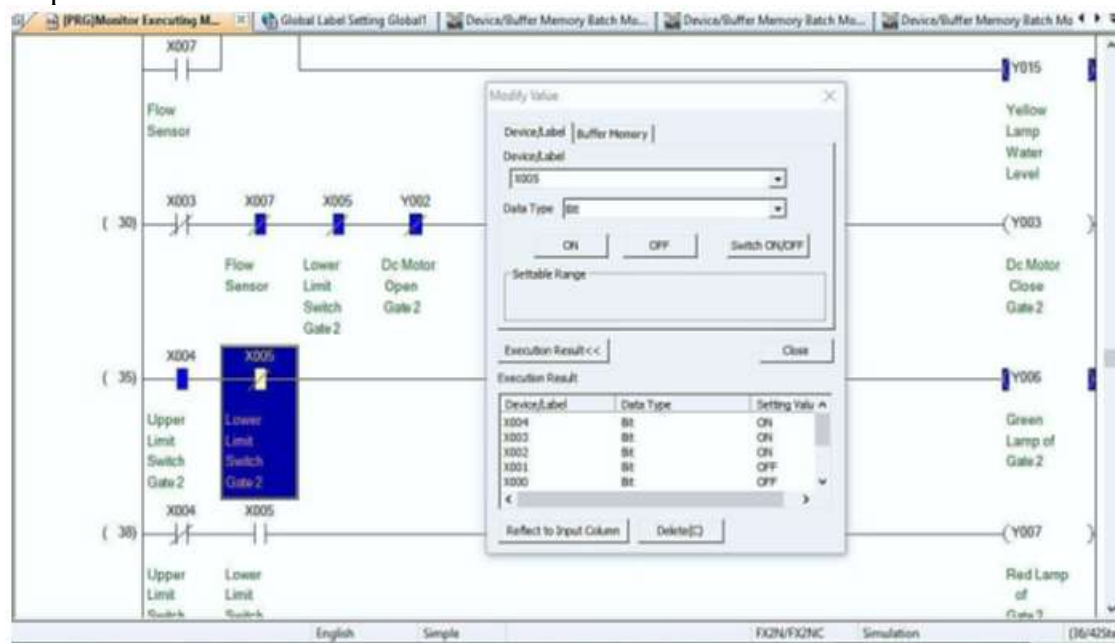 [PRG]Monitor Executing M...
Global Label Setting Global1
Device/Buffer Memory Batch Mo...
Device/Buffer Memory Batch Mo...
Device/Buffer Memory Batch Mo
X007
Flow
Sensor
Y015
Yellow
Lamp
Water
Level
( 30)
X003
X007
X005
Y002
Y003
Flow
Sensor
Lower
Limit
Switch
Gate 2
Dc Motor
Open
Gate 2
Dc Motor
Close
Gate 2
( 35)
X004
X005
Y006
Upper
Limit
Switch
Gate 2
Lower
Limit
Switch
Gate 2
Green
Lamp of
Gate 2
( 38)
X004
X005
Y007
Upper
Limit
Switch
Lower
Limit
Switch
Red Lamp
of
Gate 2
Modify Value
Device/Label
Buffer Memory
Device/Label
X005
Data Type
Bit
ON
OFF
Switch ON/OFF
Settable Range
Execution Result<<
Close
Execution Result
Device/Label Data Type Setting Valu
X004 Bit ON
X003 Bit ON
X002 Bit ON
X001 Bit OFF
X000 Bit OFF
Reflect to Input Column
Delete(C)
English
Simple
FX2N/FX2NC
Simulation